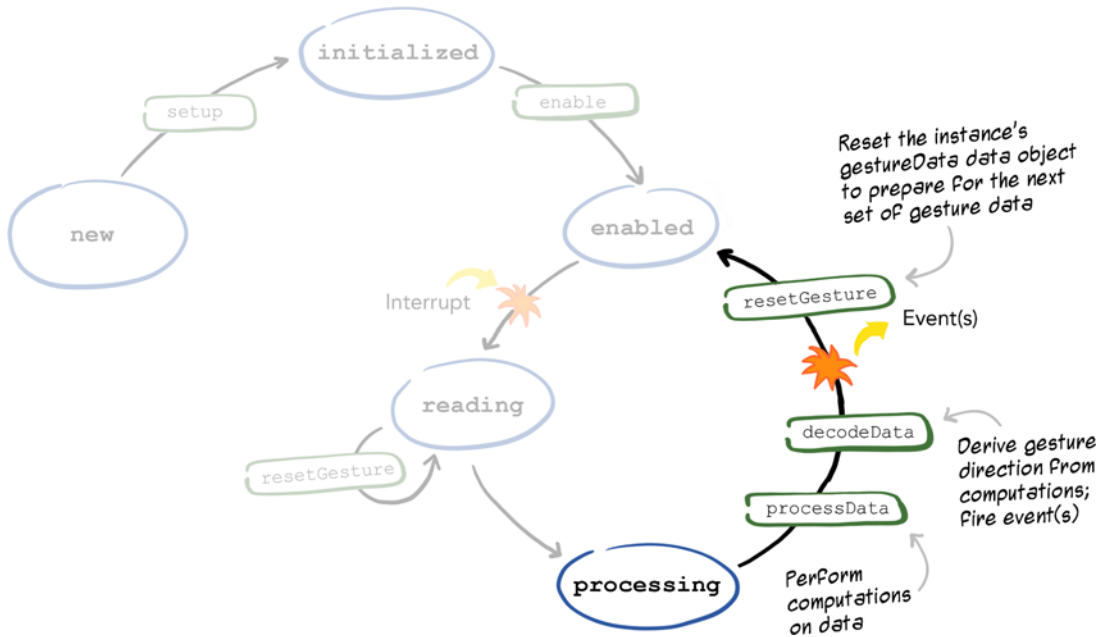 initialized
setup
enable
Reset the instance's
gestureData data object
to prepare for the next
set of gesture data
new
enabled
Interrupt
resetGesture
Event(s)
reading
decodeData
resetGesture
Derive gesture
direction from
computations;
fire event(s)
processData
processing
Perform
computations
on data